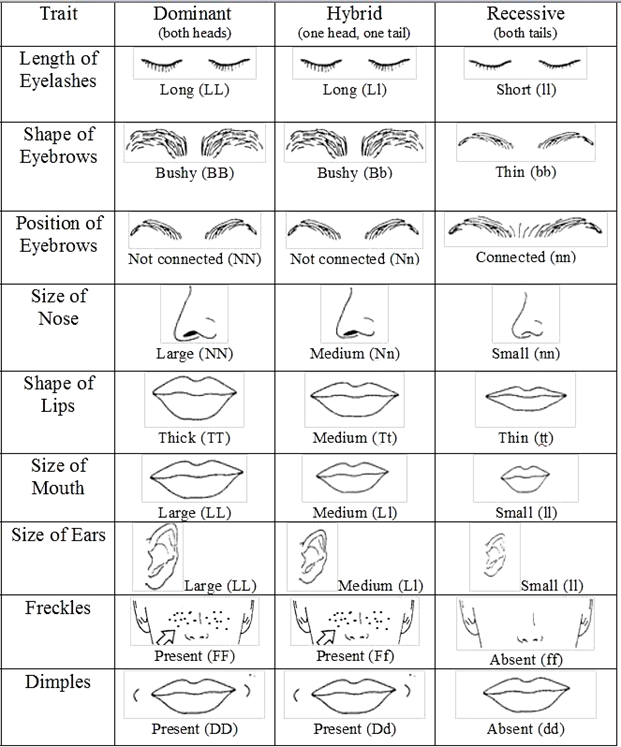 Trait
Dominant
(both heads)
Hybrid
(one head, one tail)
Recessive
(both tails)
Length of
Eyelashes
Long (LL)
Long (Ll)
Short (ll)
Shape of
Eyebrows
Bushy (BB)
Bushy (Bb)
Thin (bb)
Position of
Eyebrows
Not connected (NN)
Not connected (Nn)
Connected (nn)
Size of
Nose
Large (NN)
Medium (Nn)
Small (nn)
Shape of
Lips
Thick (TT)
Medium (Tt)
Thin (tt)
Size of
Mouth
Large (LL)
Medium (Ll)
Small (ll)
Size of Ears
Large (LL)
Medium (Ll)
Small (ll)
Freckles
Present (FF)
Present (Ff)
Absent (ff)
Dimples
Present (DD)
Present (Dd)
Absent (dd)